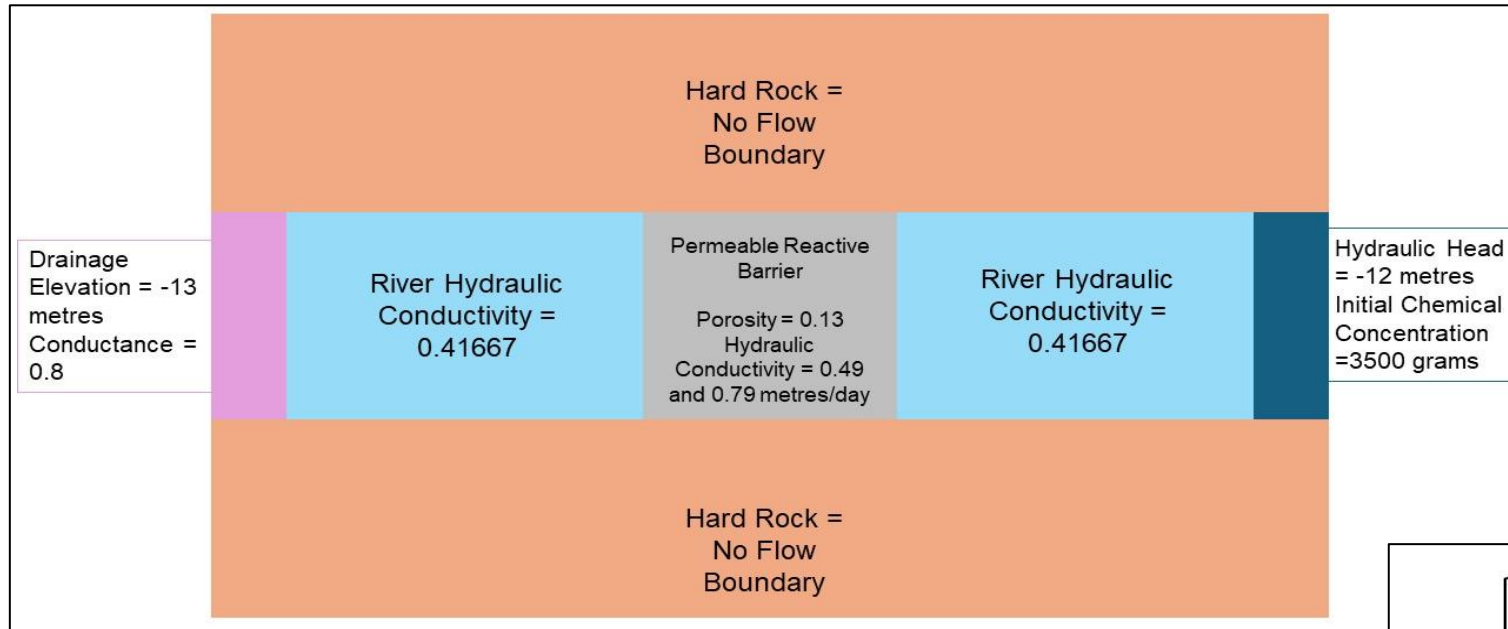 Hard Rock =
No Flow
Boundary
Drainage
Elevation = -13
metres
Conductance =
0.8
River Hydraulic
Conductivity =
0.41667
Permeable Reactive
Barrier
Porosity = 0.13
Hydraulic
Conductivity = 0.49
and 0.79 metres/day
River Hydraulic
Conductivity =
0.41667
Hydraulic Head
= -12 metres
Initial Chemical
Concentration
=3500 grams
Hard Rock =
No Flow
Boundary